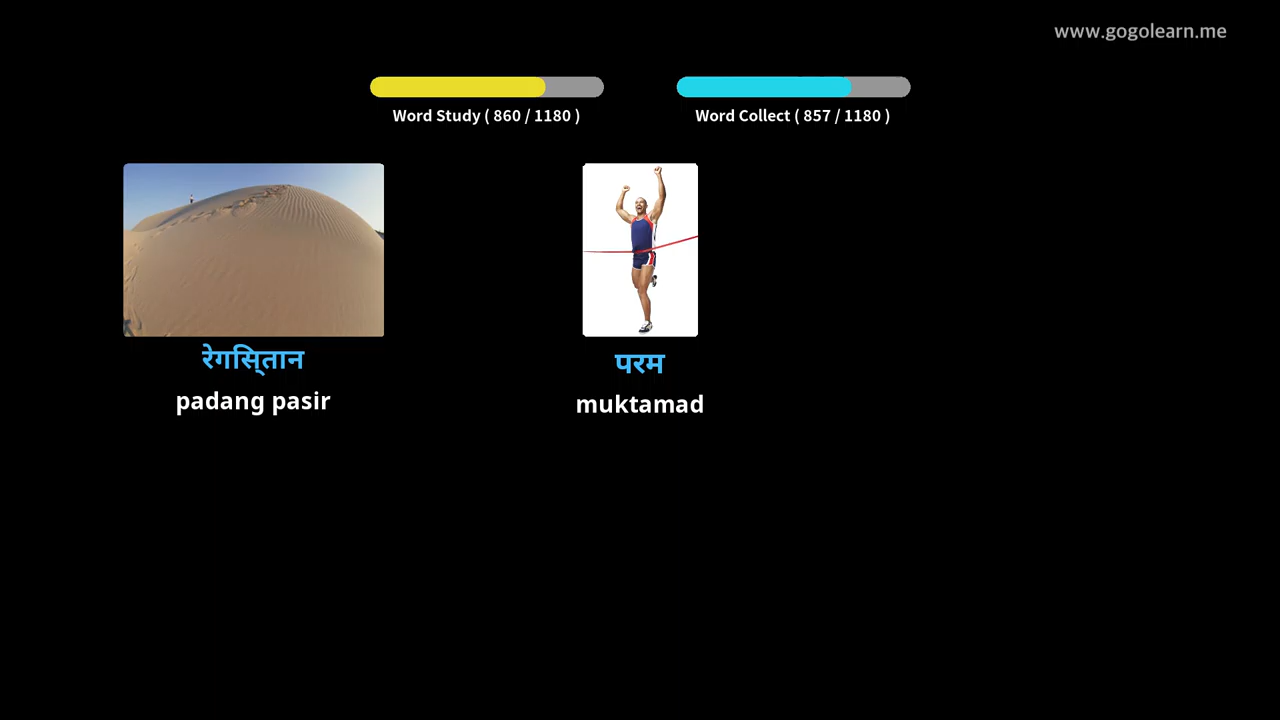 www.gogolearn.me
Word Study ( 860 / 1180 )
Word Collect ( 857 / 1180 )
रेगिस्तान
padang pasir
परम
muktamad